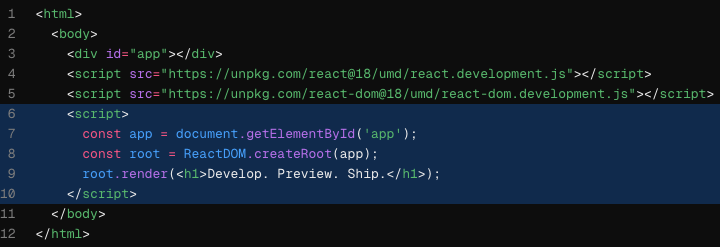 1 <html>
2   <body>
3     <div id="app"></div>
4     <script src="https://unpkg.com/react@18/umd/react.development.js"></script>
5     <script src="https://unpkg.com/react-dom@18/umd/react-dom.development.js"></script>
6     <script>
7       const app = document.getElementById('app');
8       const root = ReactDOM.createRoot(app);
9       root.render(<h1>Develop. Preview. Ship.</h1>);
10     </script>
11   </body>
12 </html>